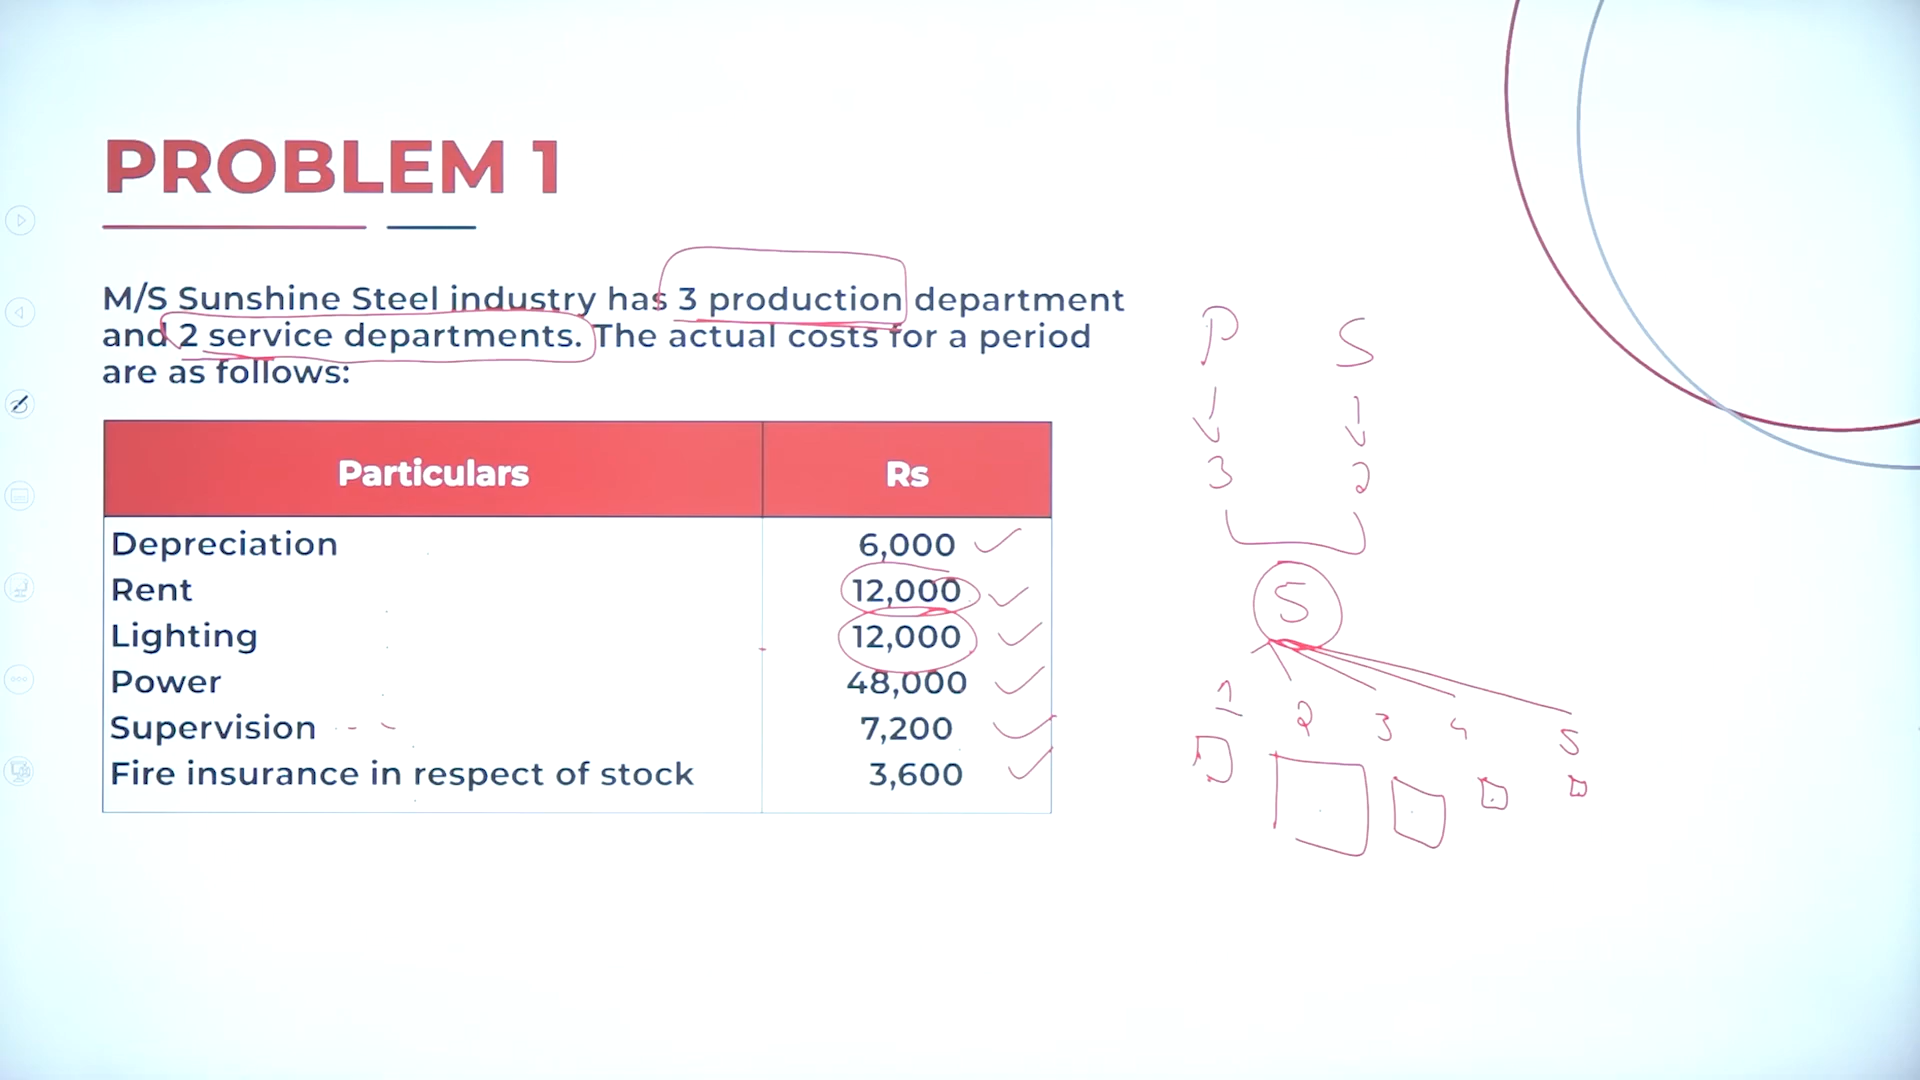 PROBLEM 1
M/S Sunshine Steel industry has 3 production department
and 2 service departments. The actual costs for a period
are as follows:
Particulars Rs
Depreciation 6,000
Rent 12,000
Lighting 12,000
Power 48,000
Supervision 7,200
Fire insurance in respect of stock 3,600
P S
3 2
5
1 2 3 4 5